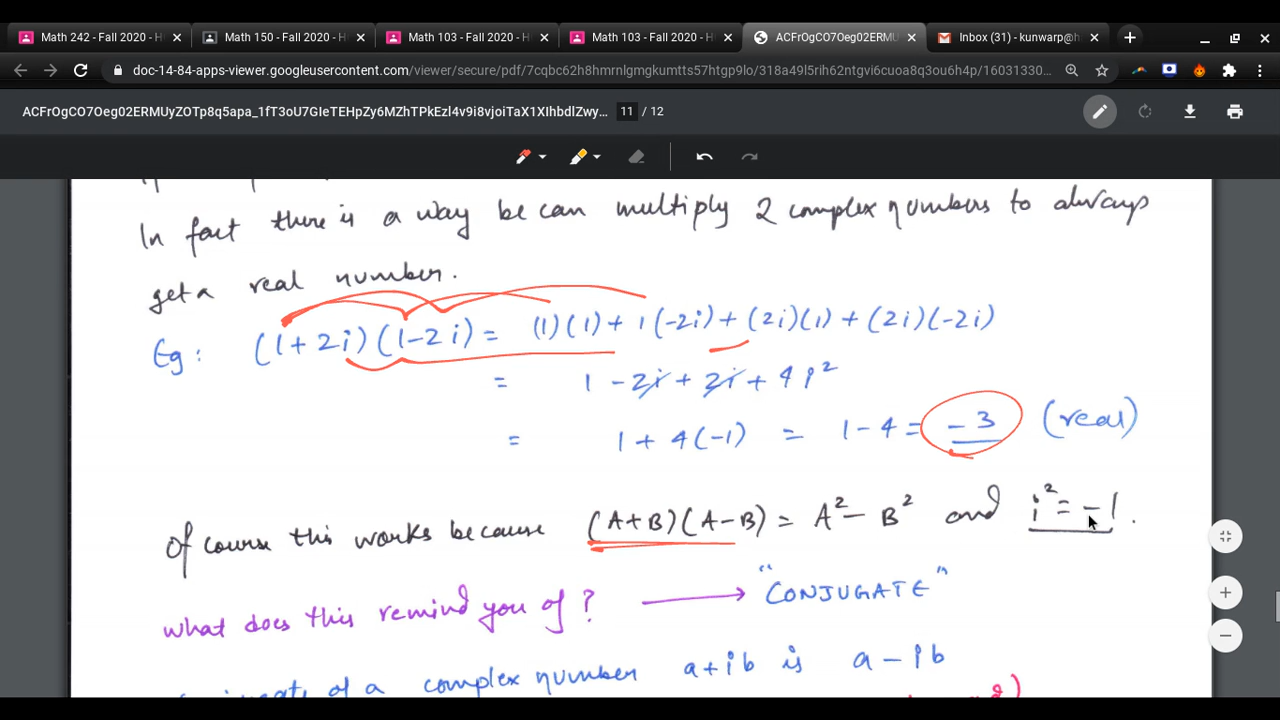 Math 242 - Fall 2020 - H
Math 150 - Fall 2020 - H
Math 103 - Fall 2020 - H
Math 103 - Fall 2020 - H
ACFrOgCO7Oeg02ERMU
Inbox (31) - kunwarp@h
doc-14-84-apps-viewer.googleusercontent.com/viewer/secure/pdf/7cqbc62h8hmrnlgmgkumtts57htgp9lo/318a49l5rih62ntgvi6cuoa8q3ou6h4p/16031330...
ACFrOgCO7Oeg02ERMUyZOTp8q5apa_1fT3oU7GIeTEHpZy6MZhTPkEzl4v9i8vjoiTaX1XIhbdlZwy... 11 / 12
In fact there is a way be can multiply 2 complex numbers to always
get a real number.
Eg: (1+2i)(1-2i) = (1)(1) + 1(-2i) + (2i)(1) + (2i)(-2i)
= 1 - 2i + 2i + 4i²
= 1 + 4(-1) = 1-4 = -3 (real)
Of course this works because (A+B)(A-B) = A² - B² and i² = -1.
What does this remind you of? → "CONJUGATE"
of a complex number a+ib is a-ib